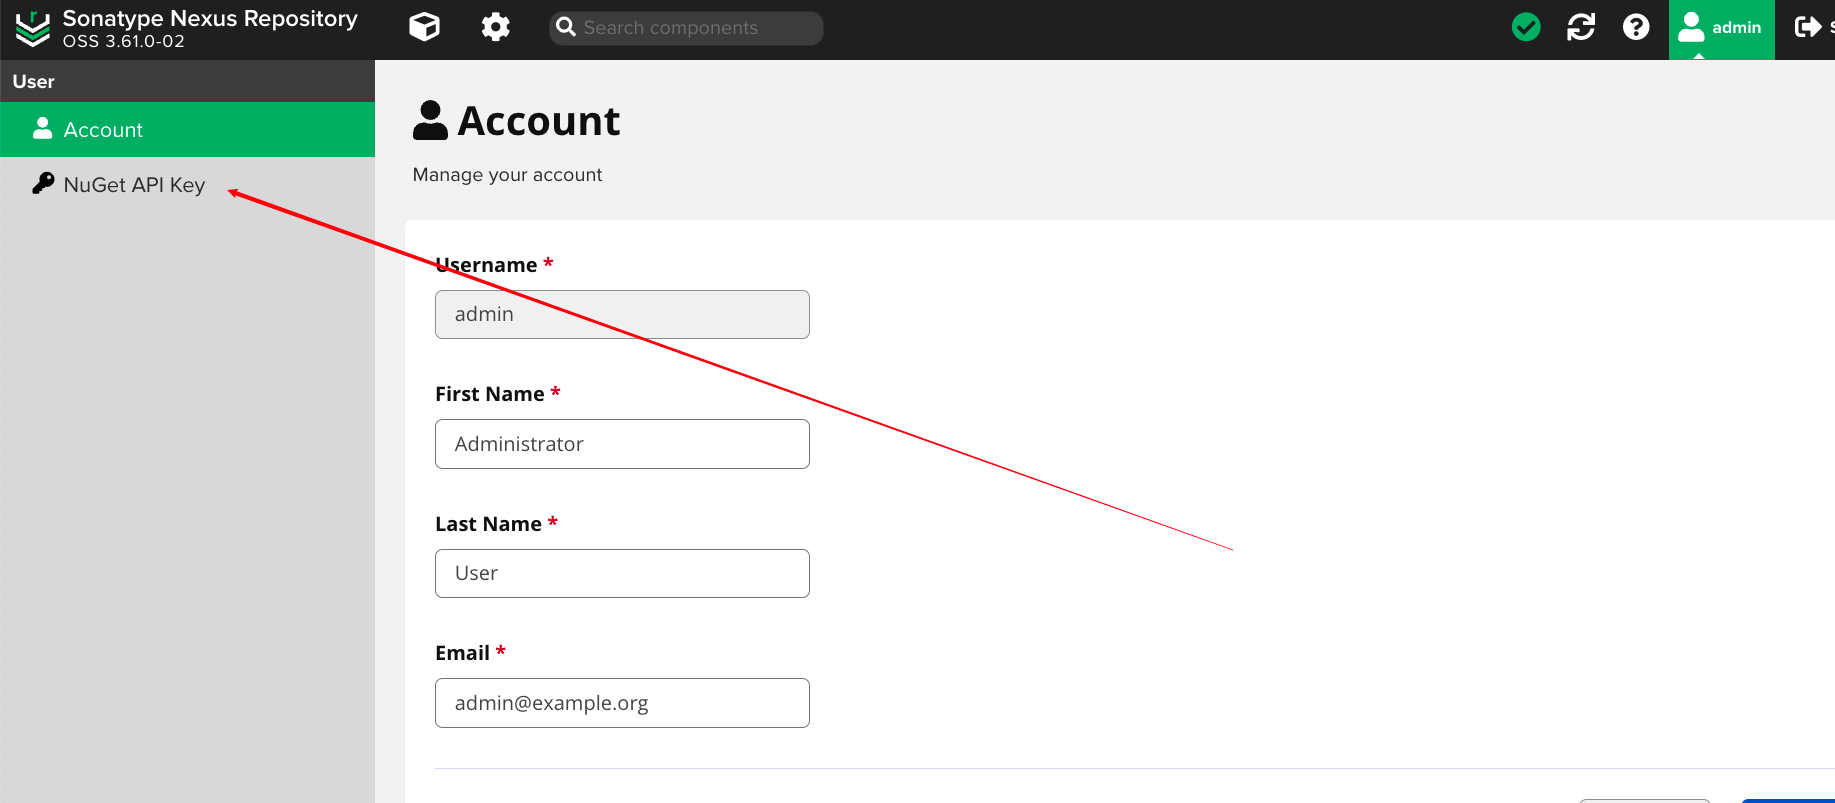 Sonatype Nexus Repository
OSS 3.61.0-02
Search components
admin
User
Account
NuGet API Key
Account
Manage your account
Username *
admin
First Name *
Administrator
Last Name *
User
Email *
admin@example.org